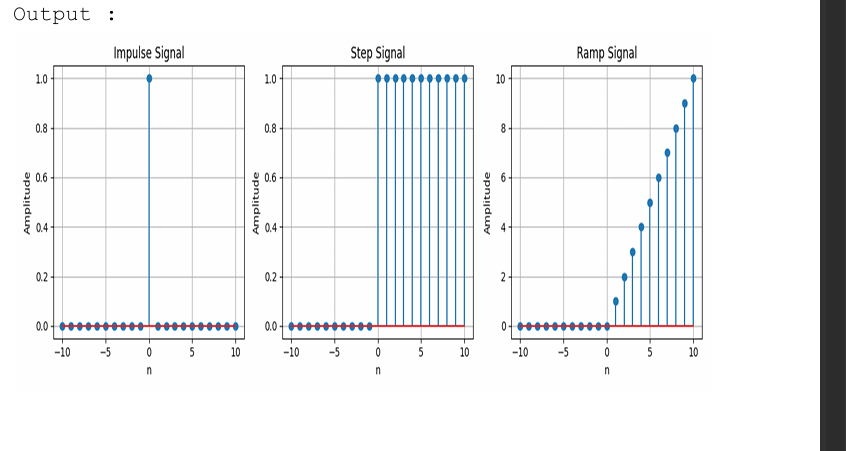 Output :
Impulse Signal
Step Signal
Ramp Signal
Amplitude
1.0
0.8
0.6
0.4
0.2
0.0
−10 −5 0 5 10
n
Amplitude
1.0
0.8
0.6
0.4
0.2
0.0
−10 −5 0 5 10
n
Amplitude
10
8
6
4
2
0
−10 −5 0 5 10
n